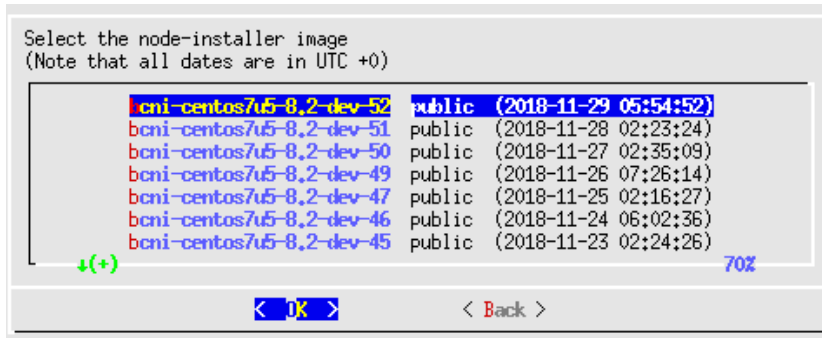 Select the node-installer image
(Note that all dates are in UTC +0)
bcni-centos7u5-8.2-dev-52 public (2018-11-29 05:54:52)
bcni-centos7u5-8.2-dev-51 public (2018-11-28 02:23:24)
bcni-centos7u5-8.2-dev-50 public (2018-11-27 02:35:09)
bcni-centos7u5-8.2-dev-49 public (2018-11-26 07:26:14)
bcni-centos7u5-8.2-dev-47 public (2018-11-25 02:16:27)
bcni-centos7u5-8.2-dev-46 public (2018-11-24 06:02:36)
bcni-centos7u5-8.2-dev-45 public (2018-11-23 02:24:26)
↓(+) 70%
< OK > < Back >